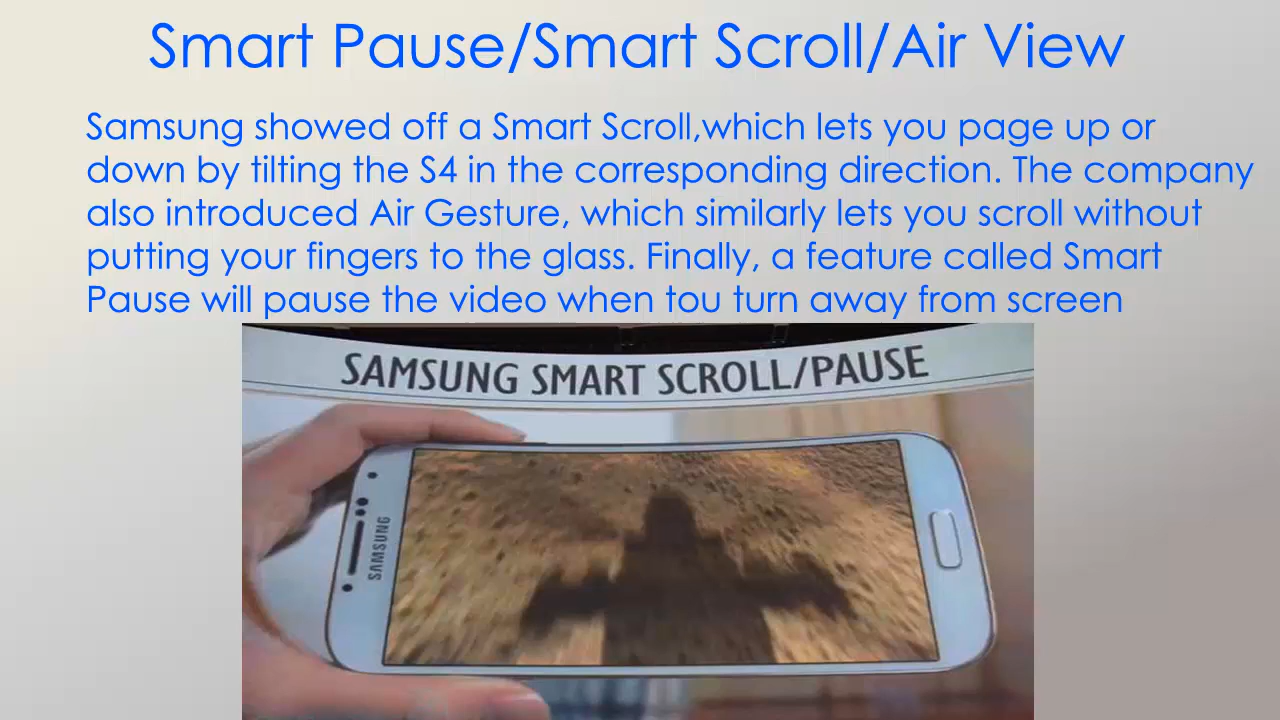 Smart Pause/Smart Scroll/Air View
Samsung showed off a Smart Scroll,which lets you page up or
down by tilting the S4 in the corresponding direction. The company
also introduced Air Gesture, which similarly lets you scroll without
putting your fingers to the glass. Finally, a feature called Smart
Pause will pause the video when tou turn away from screen
SAMSUNG SMART SCROLL/PAUSE
SAMSUNG